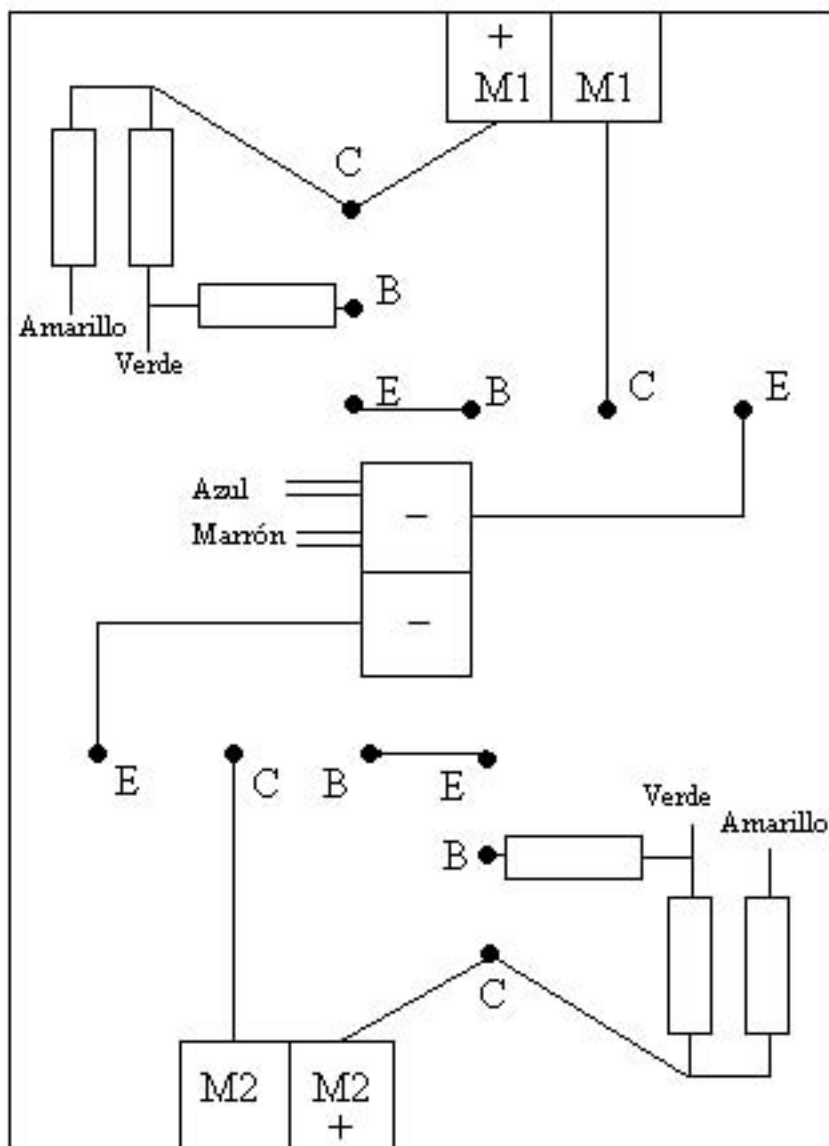 +
M1 M1
C
B
Amarillo
Verde
E B C E
Azul
Marrón
−
−
E C B E
Verde
Amarillo
B
C
M2 M2
+